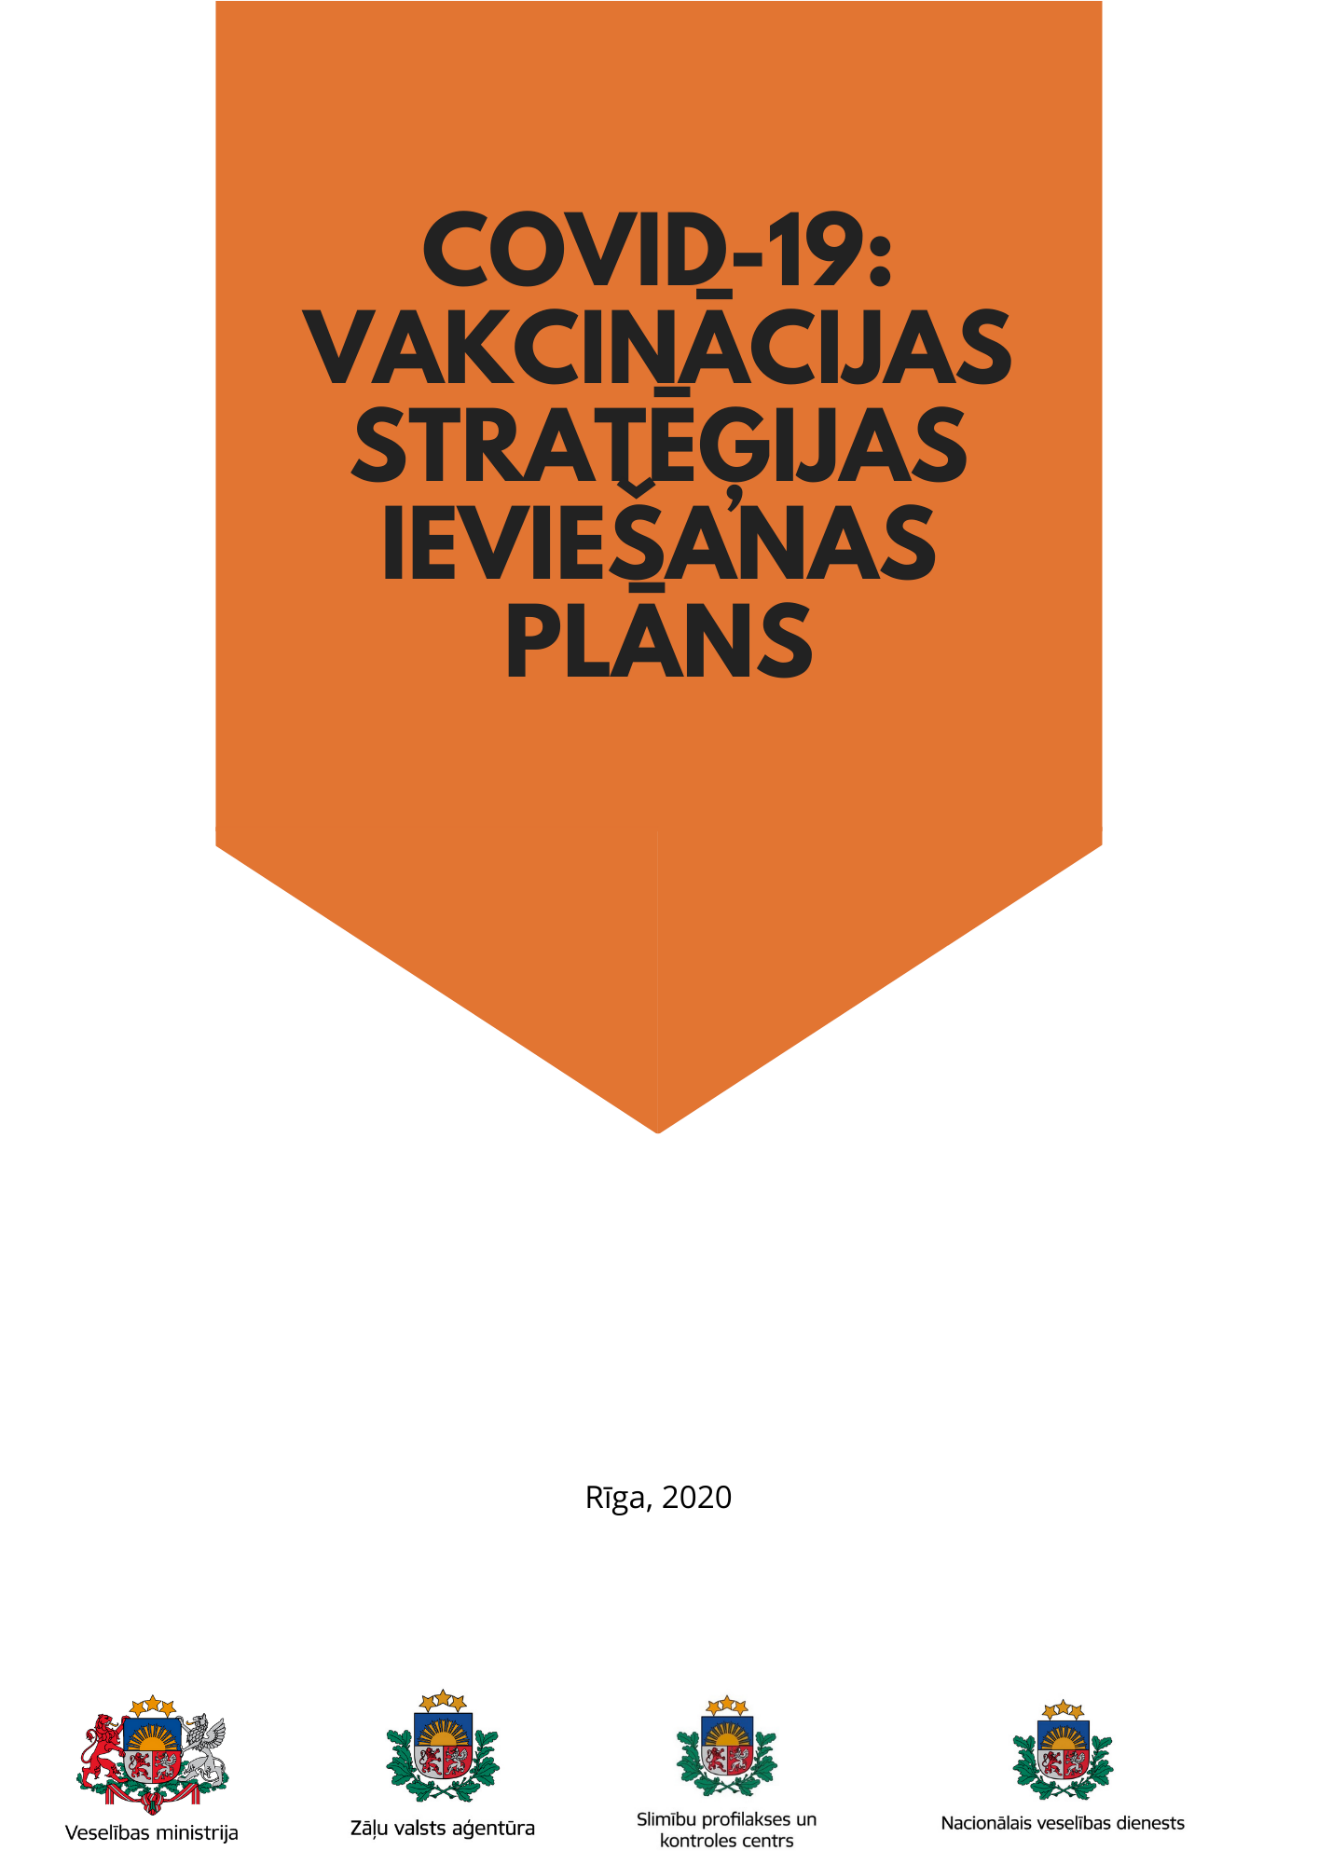 COVID-19:
VAKCINĀCIJAS
STRATĒĢIJAS
IEVIEŠANAS
PLĀNS
Rīga, 2020
Veselības ministrija
Zāļu valsts aģentūra
Slimību profilakses un
kontroles centrs
Nacionālais veselības dienests